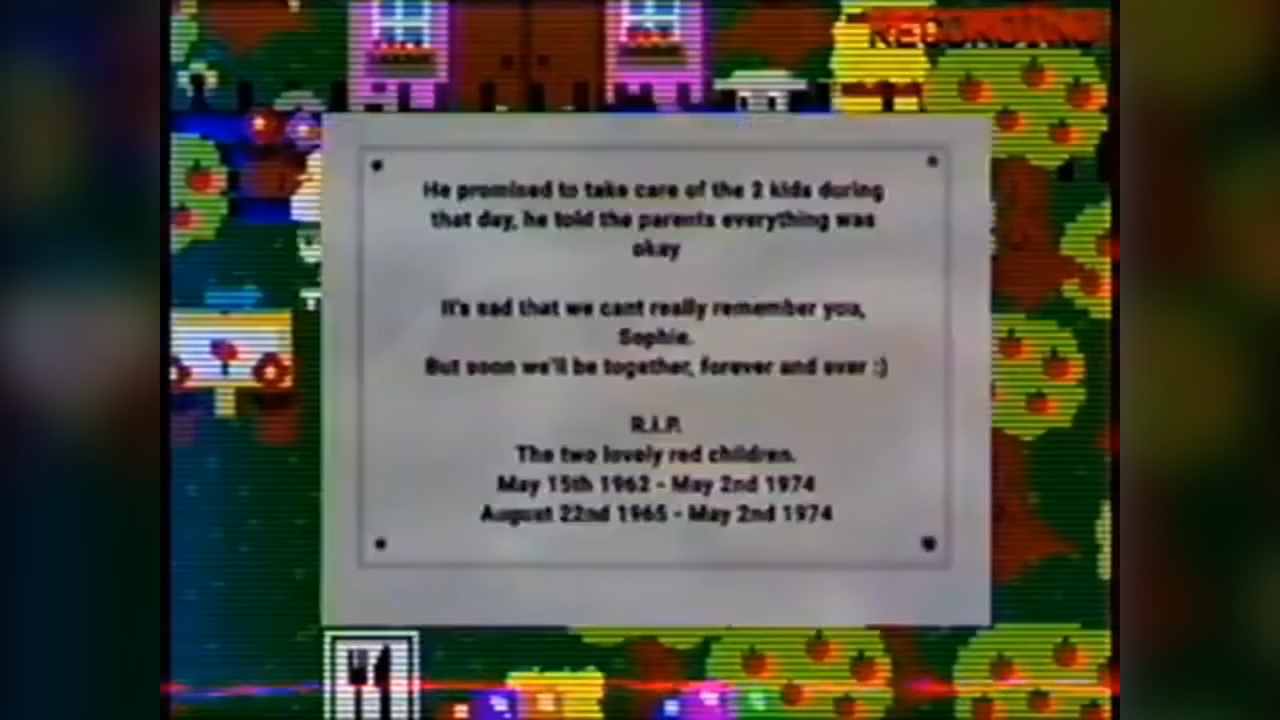 RECORDING
He promised to take care of the 2 kids during
that day, he told the parents everything was
okay
It's sad that we cant really remember you,
Sophie.
But soon we'll be together, forever and ever :)
R.I.P.
The two lovely red children.
May 15th 1962 - May 2nd 1974
August 22nd 1965 - May 2nd 1974